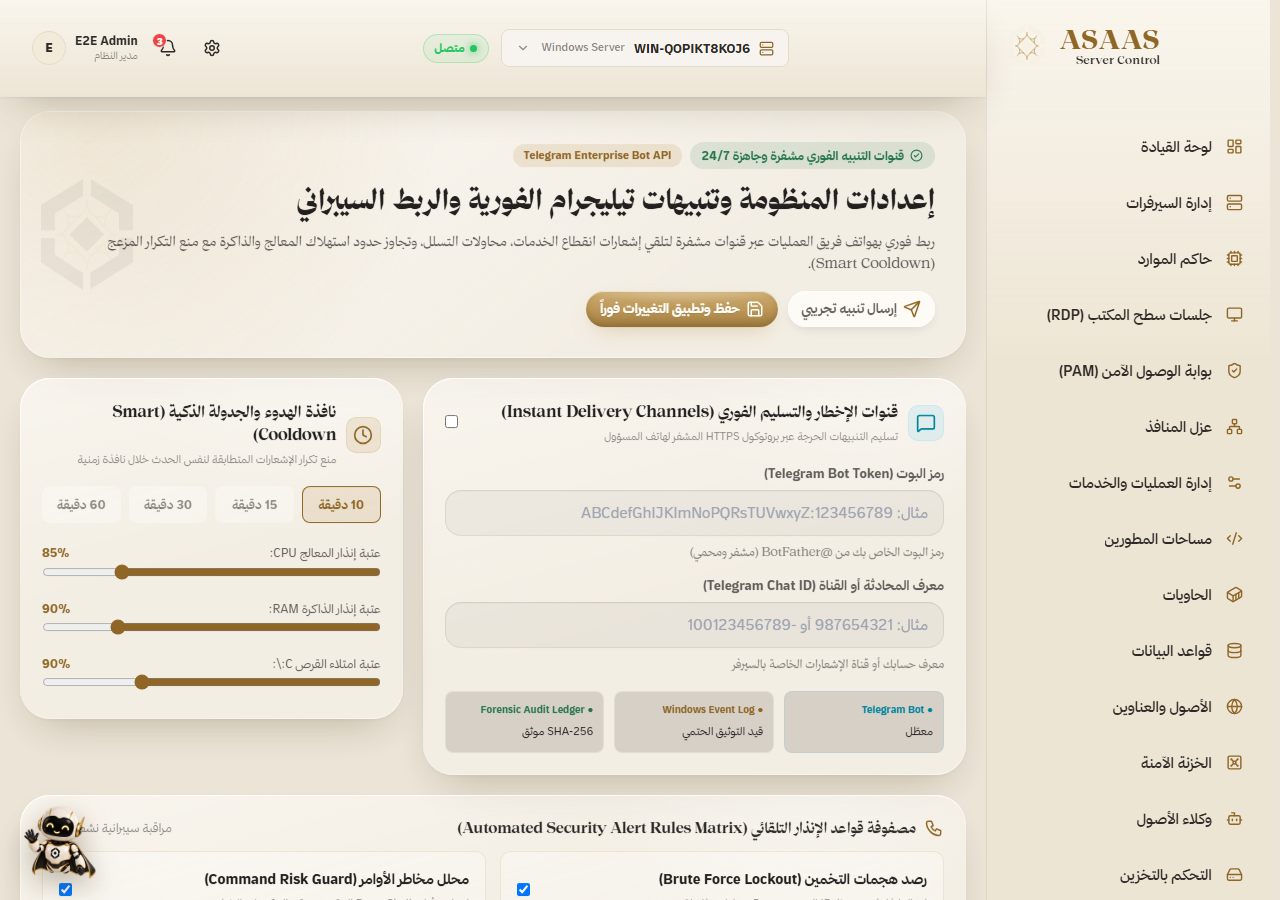 ASAAS
Server Control
لوحة القيادة
إدارة السيرفرات
حاكم الموارد
جلسات سطح المكتب (RDP)
بوابة الوصول الآمن (PAM)
عزل المنافذ
إدارة العمليات والخدمات
مساحات المطورين
الحاويات
قواعد البيانات
الأصول والعناوين
الخزنة الآمنة
وكلاء الأصول
التحكم بالتخزين
WIN-QOPIKT8KOJ6 Windows Server
متصل
3
E2E Admin
مدير النظام
E
قنوات التنبيه الفوري مشفرة وجاهزة 24/7
Telegram Enterprise Bot API
إعدادات المنظومة وتنبيهات تيليجرام الفورية والربط السيبراني
ربط فوري بهواتف فريق العمليات عبر قنوات مشفرة لتلقي إشعارات انقطاع الخدمات، محاولات التسلل، وتجاوز حدود استهلاك المعالج والذاكرة مع منع التكرار المزعج
(Smart Cooldown).
إرسال تنبيه تجريبي
حفظ وتطبيق التغييرات فوراً
قنوات الإخطار والتسليم الفوري (Instant Delivery Channels)
تسليم التنبيهات الحرجة عبر بروتوكول HTTPS المشفر لهاتف المسؤول
رمز البوت (Telegram Bot Token)
مثال: 123456789:ABCdefGhIJKlmNoPQRsTUVwxyZ
رمز البوت الخاص بك من @BotFather (مشفر ومحمي)
معرف المحادثة أو القناة (Telegram Chat ID)
مثال: 987654321 أو -100123456789
معرف حسابك أو قناة الإشعارات الخاصة بالسيرفر
● Telegram Bot
معطل
● Windows Event Log
قيد التوثيق الحتمي
● Forensic Audit Ledger
SHA-256 موثق
نافذة الهدوء والجدولة الذكية (Smart
Cooldown)
منع تكرار الإشعارات المتطابقة لنفس الحدث خلال نافذة زمنية
10 دقيقة
15 دقيقة
30 دقيقة
60 دقيقة
عتبة إنذار المعالج CPU:
85%
عتبة إنذار الذاكرة RAM:
90%
عتبة امتلاء القرص C:\:
90%
مصفوفة قواعد الإنذار التلقائي (Automated Security Alert Rules Matrix)
مراقبة سيبرانية
رصد هجمات التخمين (Brute Force Lockout)
محلل مخاطر الأوامر (Command Risk Guard)